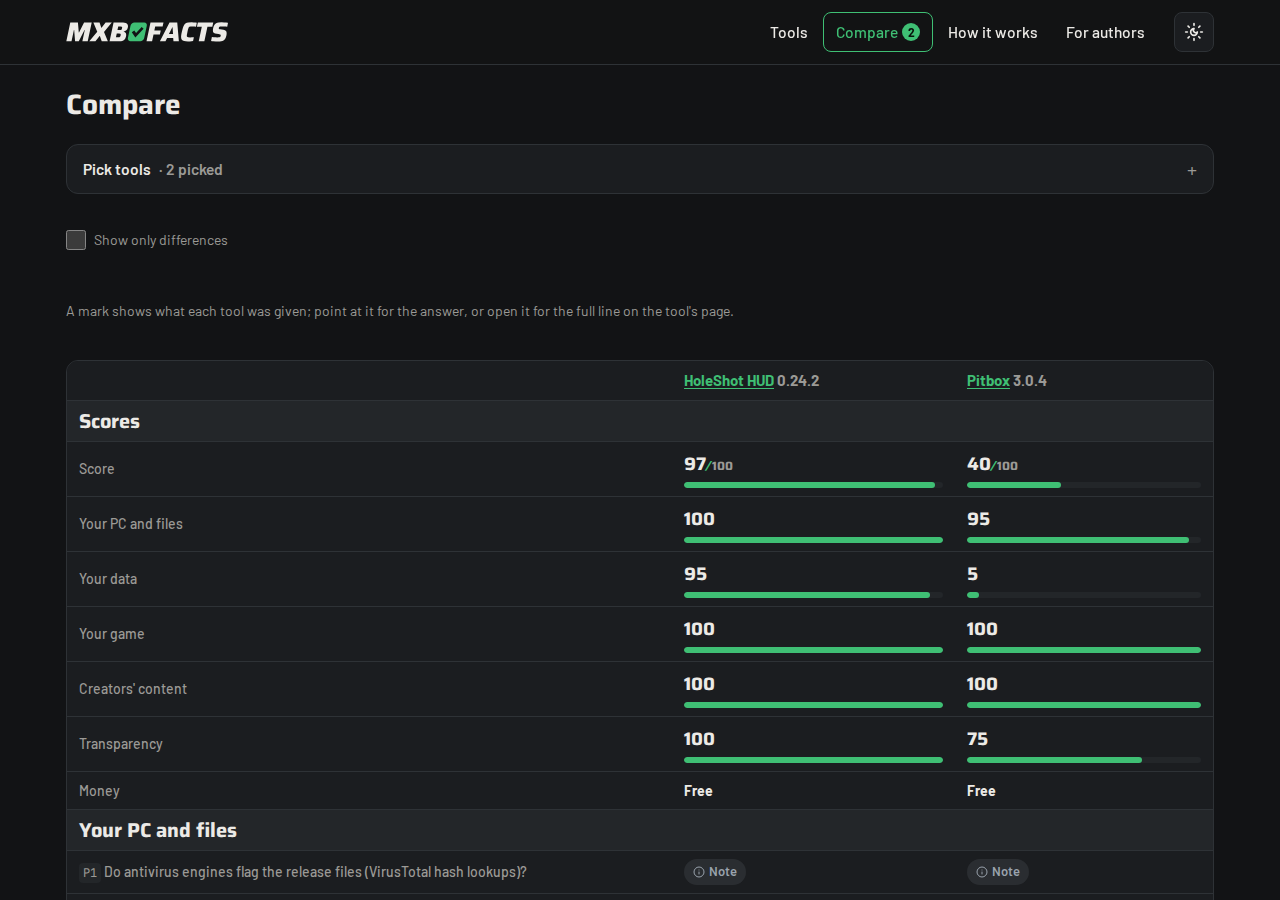 MXB FACTS
Tools
Compare 2
How it works
For authors
Compare
Pick tools · 2 picked
+
Show only differences
A mark shows what each tool was given; point at it for the answer, or open it for the full line on the tool's page.
HoleShot HUD 0.24.2
Pitbox 3.0.4
Scores
Score
97/100
40/100
Your PC and files
100
95
Your data
95
5
Your game
100
100
Creators' content
100
100
Transparency
100
75
Money
Free
Free
Your PC and files
P1 Do antivirus engines flag the release files (VirusTotal hash lookups)?
Note
Note